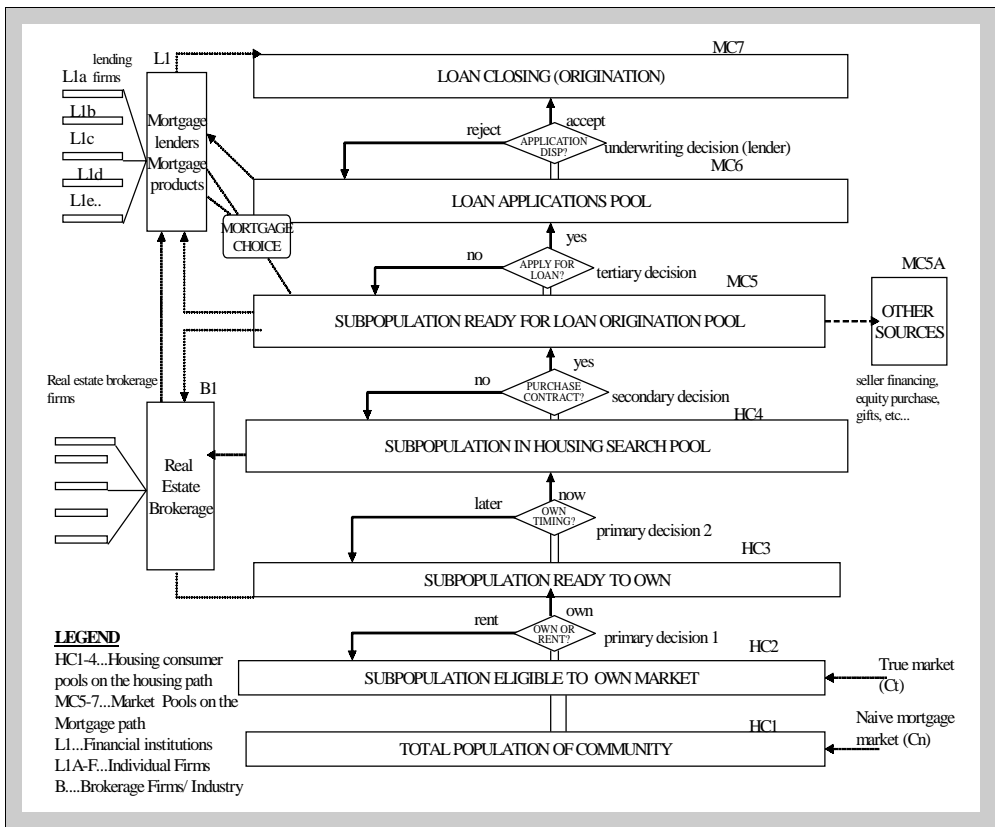 MC7
L1
lending
firms
L1a
LOAN CLOSING (ORIGINATION)
L1b
L1c
L1d
L1e..
Mortgage
lenders
Mortgage
products
reject
accept
APPLICATION
DISP?
underwriting decision (lender)
MC6
LOAN APPLICATIONS POOL
MORTGAGE
CHOICE
no
yes
APPLY FOR
LOAN?
tertiary decision
MC5
MC5A
SUBPOPULATION READY FOR LOAN ORIGINATION POOL
OTHER
SOURCES
seller financing,
equity purchase,
gifts, etc...
Real estate brokerage
firms
B1
no
yes
PURCHASE
CONTRACT?
secondary decision
HC4
SUBPOPULATION IN HOUSING SEARCH POOL
Real
Estate
Brokerage
later
now
OWN
TIMING?
primary decision 2
HC3
SUBPOPULATION READY TO OWN
rent
own
OWN OR
RENT?
primary decision 1
HC2
SUBPOPULATION ELIGIBLE TO OWN MARKET
True market
(Ct)
HC1
TOTAL POPULATION OF COMMUNITY
Naive mortgage
market (Cn)
LEGEND
HC1-4...Housing consumer
pools on the housing path
MC5-7...Market Pools on the
Mortgage path
L1...Financial institutions
L1A-F...Individual Firms
B....Brokerage Firms/ Industry